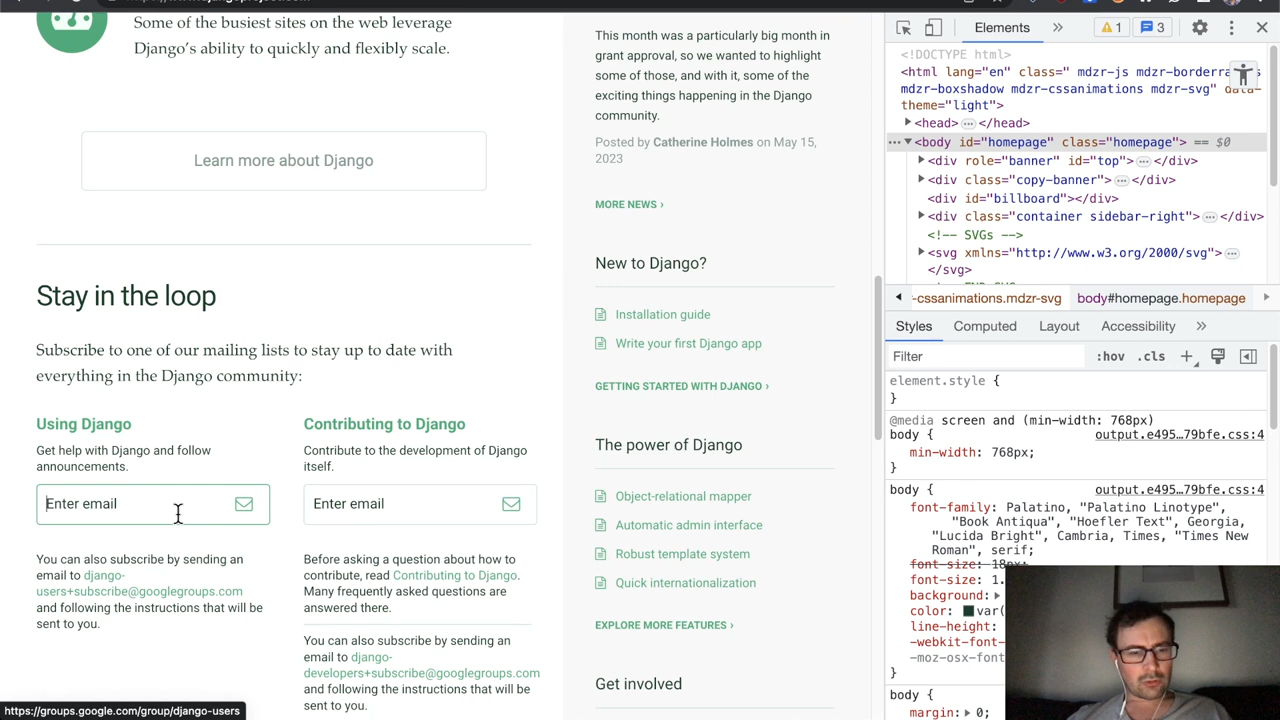 Some of the busiest sites on the web leverage
Django's ability to quickly and flexibly scale.
Learn more about Django
Stay in the loop
Subscribe to one of our mailing lists to stay up to date with
everything in the Django community:
Using Django
Get help with Django and follow
announcements.
Enter email
You can also subscribe by sending an
email to django-
users+subscribe@googlegroups.com
and following the instructions that will be
sent to you.
Contributing to Django
Contribute to the development of Django
itself.
Enter email
Before asking a question about how to
contribute, read Contributing to Django.
Many frequently asked questions are
answered there.
You can also subscribe by sending an
email to django-
developers+subscribe@googlegroups.com
and following the instructions that will be
sent to you.
https://groups.google.com/group/django-users
This month was a particularly big month in
grant approval, so we wanted to highlight
some of those, and with it, some of the
exciting things happening in the Django
community.
Posted by Catherine Holmes on May 15,
2023
MORE NEWS ›
New to Django?
Installation guide
Write your first Django app
GETTING STARTED WITH DJANGO ›
The power of Django
Object-relational mapper
Automatic admin interface
Robust template system
Quick internationalization
EXPLORE MORE FEATURES ›
Get involved
Elements
»
1
3
<!DOCTYPE html>
<html lang="en" class=" mdzr-js mdzr-borderra
mdzr-boxshadow mdzr-cssanimations mdzr-svg" data-
theme="light">
<head> … </head>
… <body id="homepage" class="homepage"> == $0
<div role="banner" id="top"> … </div>
<div class="copy-banner"> … </div>
<div id="billboard"></div>
<div class="container sidebar-right"> … </div>
<!-- SVGs -->
<svg xmlns="http://www.w3.org/2000/svg"> …
</svg>
-cssanimations.mdzr-svg body#homepage.homepage
Styles Computed Layout Accessibility »
Filter :hov .cls +
element.style {
}
@media screen and (min-width: 768px)
body { output.e495…79bfe.css:4
min-width: 768px;
}
body { output.e495…79bfe.css:4
font-family: Palatino, "Palatino Linotype",
"Book Antiqua", "Hoefler Text", Georgia,
"Lucida Bright", Cambria, Times, "Times New
Roman", serif;
font-size: 18px;
font-size: 1.
background:
color: var(
line-height:
-webkit-font-
-moz-osx-font
}
body {
margin: 0;